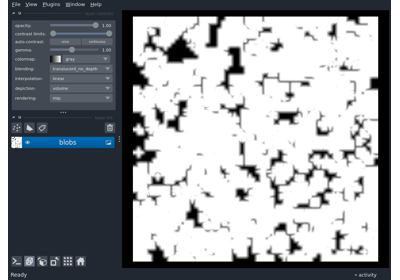 File View Plugins Window Help
opacity: 1.00
contrast limits:
auto-contrast: once continuous
gamma: 1.00
colormap: gray
blending: translucent_no_depth
interpolation: linear
depiction: volume
rendering: mip
blobs
Ready
activity